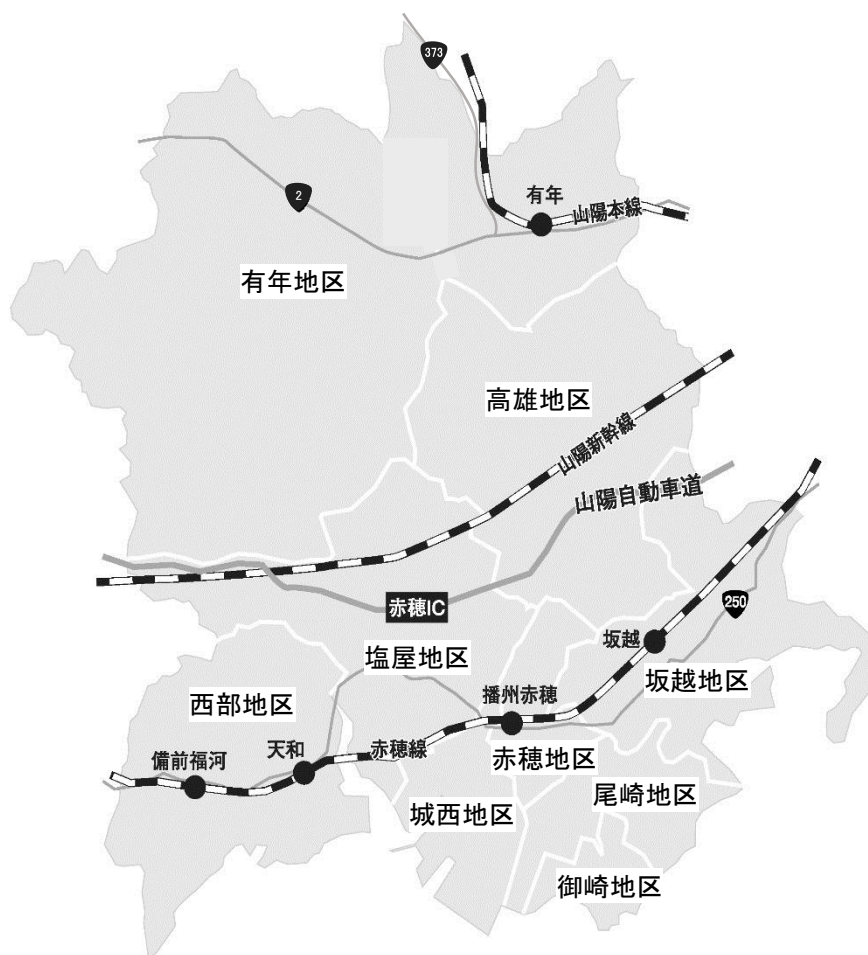 373
2
有年
山陽本線
有年地区
高雄地区
山陽新幹線
山陽自動車道
赤穂IC
250
坂越
塩屋地区
坂越地区
西部地区
播州赤穂
天和
赤穂線
備前福河
赤穂地区
尾崎地区
城西地区
御崎地区